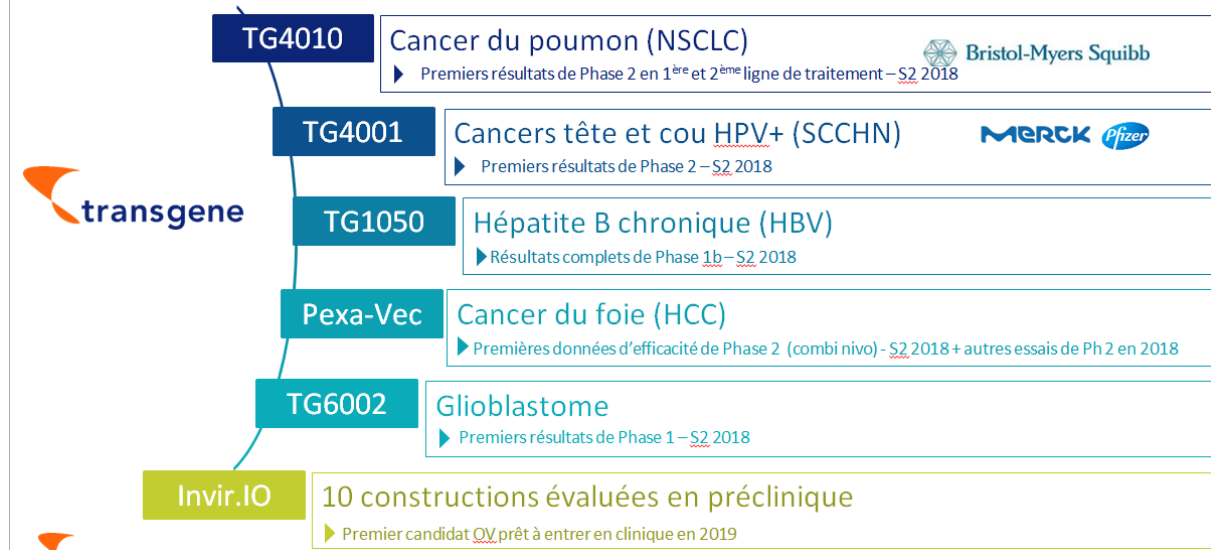 TG4010
Cancer du poumon (NSCLC)
Bristol-Myers Squibb
Premiers résultats de Phase 2 en 1ère et 2ème ligne de traitement – S2 2018
TG4001
Cancers tête et cou HPV+ (SCCHN)
MERCK Pfizer
Premiers résultats de Phase 2 – S2 2018
transgene
TG1050
Hépatite B chronique (HBV)
Résultats complets de Phase 1b – S2 2018
Pexa-Vec
Cancer du foie (HCC)
Premières données d'efficacité de Phase 2 (combi nivo) - S2 2018 + autres essais de Ph 2 en 2018
TG6002
Glioblastome
Premiers résultats de Phase 1 – S2 2018
Invir.IO
10 constructions évaluées en préclinique
Premier candidat OV prêt à entrer en clinique en 2019